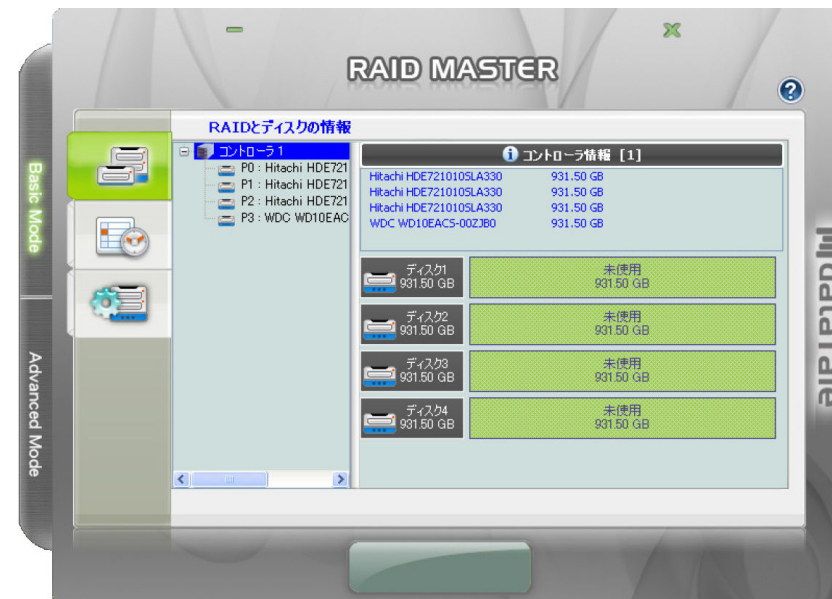 RAID MASTER
RAIDとディスクの情報
コントローラ 1
P0 : Hitachi HDE721
P1 : Hitachi HDE721
P2 : Hitachi HDE721
P3 : WDC WD10EAC
コントローラ情報 [1]
Hitachi HDE721010SLA330 931.50 GB
Hitachi HDE721010SLA330 931.50 GB
Hitachi HDE721010SLA330 931.50 GB
WDC WD10EACS-00ZJB0 931.50 GB
ディスク1
931.50 GB
未使用
931.50 GB
ディスク2
931.50 GB
未使用
931.50 GB
ディスク3
931.50 GB
未使用
931.50 GB
ディスク4
931.50 GB
未使用
931.50 GB
Basic Mode
Advanced Mode